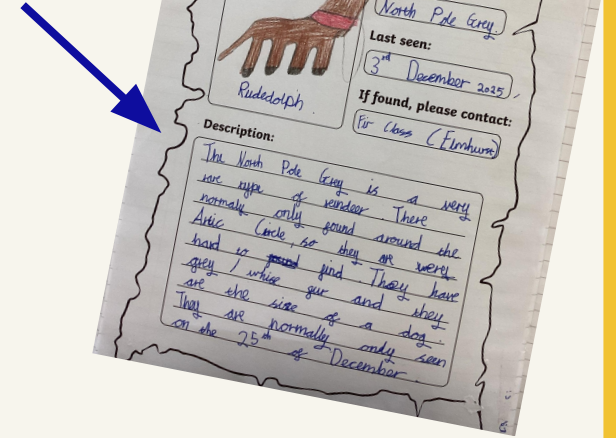 North Pole Grey.
Last seen:
3rd December 2025,
Rudedolph.
If found, please contact:
Fir Class (Elmhurst)
Description:
The North Pole Grey is a very
rare type of reindeer. There
normaly only found around the
Artic Circle, so they are very
hard to find. They have
grey / white fur and they
are the size of a dog.
They are normally only seen
on the 25th of December.